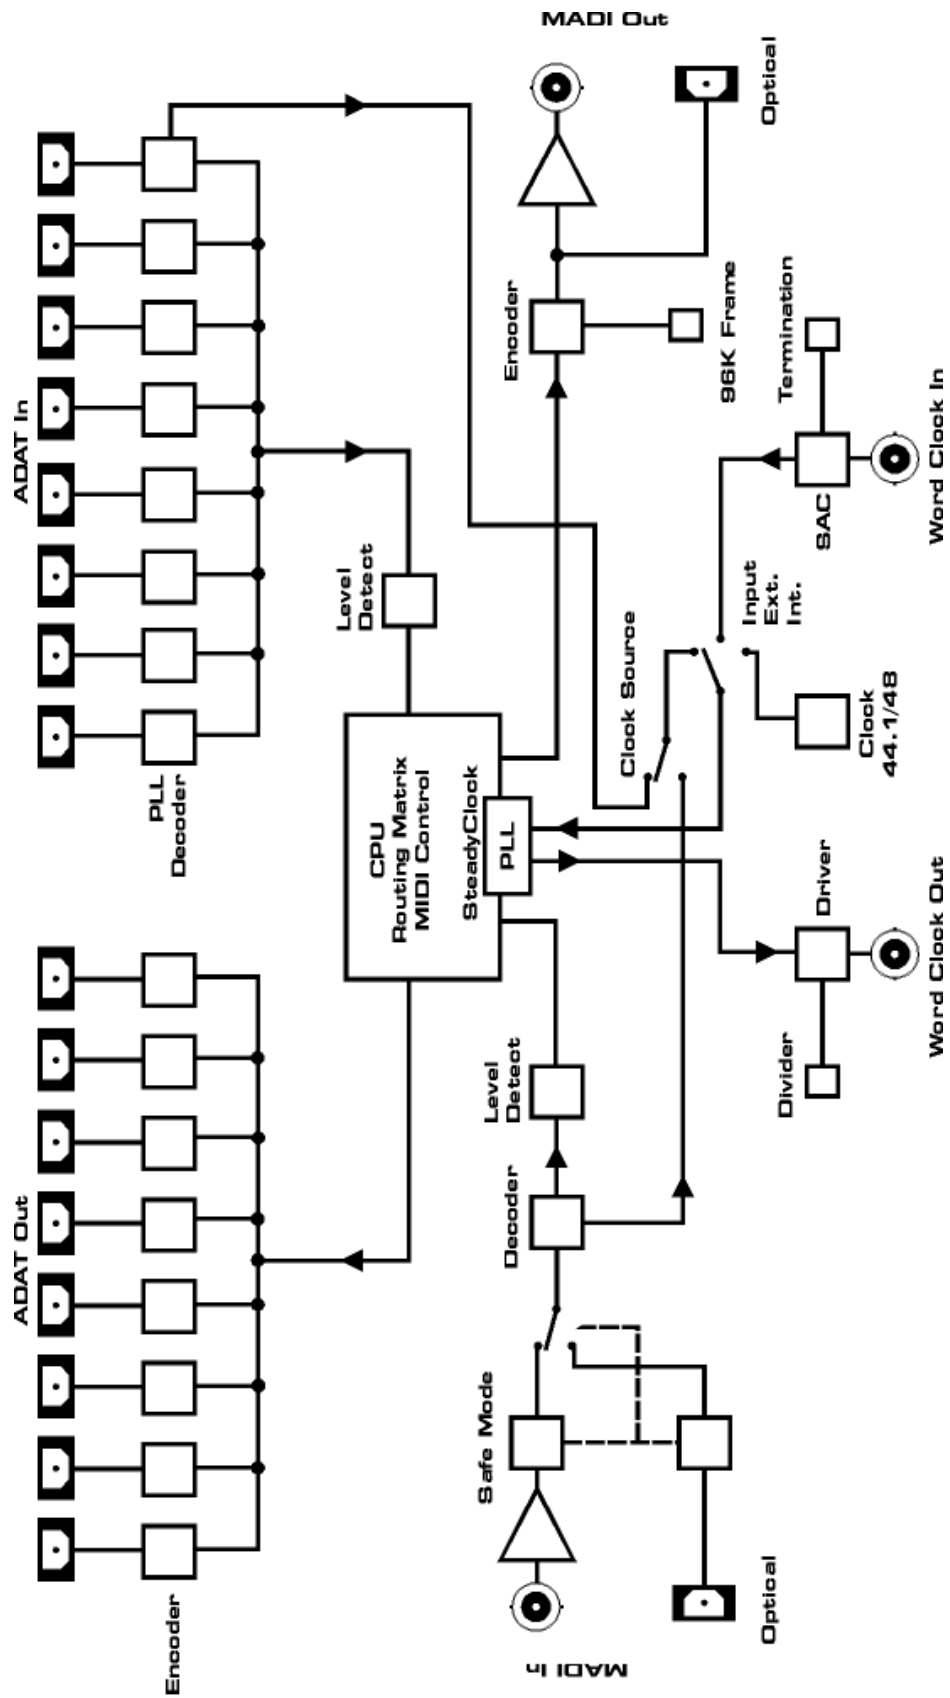 MADI Out
Optical
ADAT In
Encoder
96K Frame
Termination
Word Clock In
SAC
Level
Detect
Input
Ext.
Int.
Clock Source
Clock
44.1/48
PLL
Decoder
CPU
Routing Matrix
MIDI Control
SteadyClock
PLL
Driver
Word Clock Out
Divider
Level
Detect
Decoder
ADAT Out
Safe Mode
Encoder
Optical
MADI In